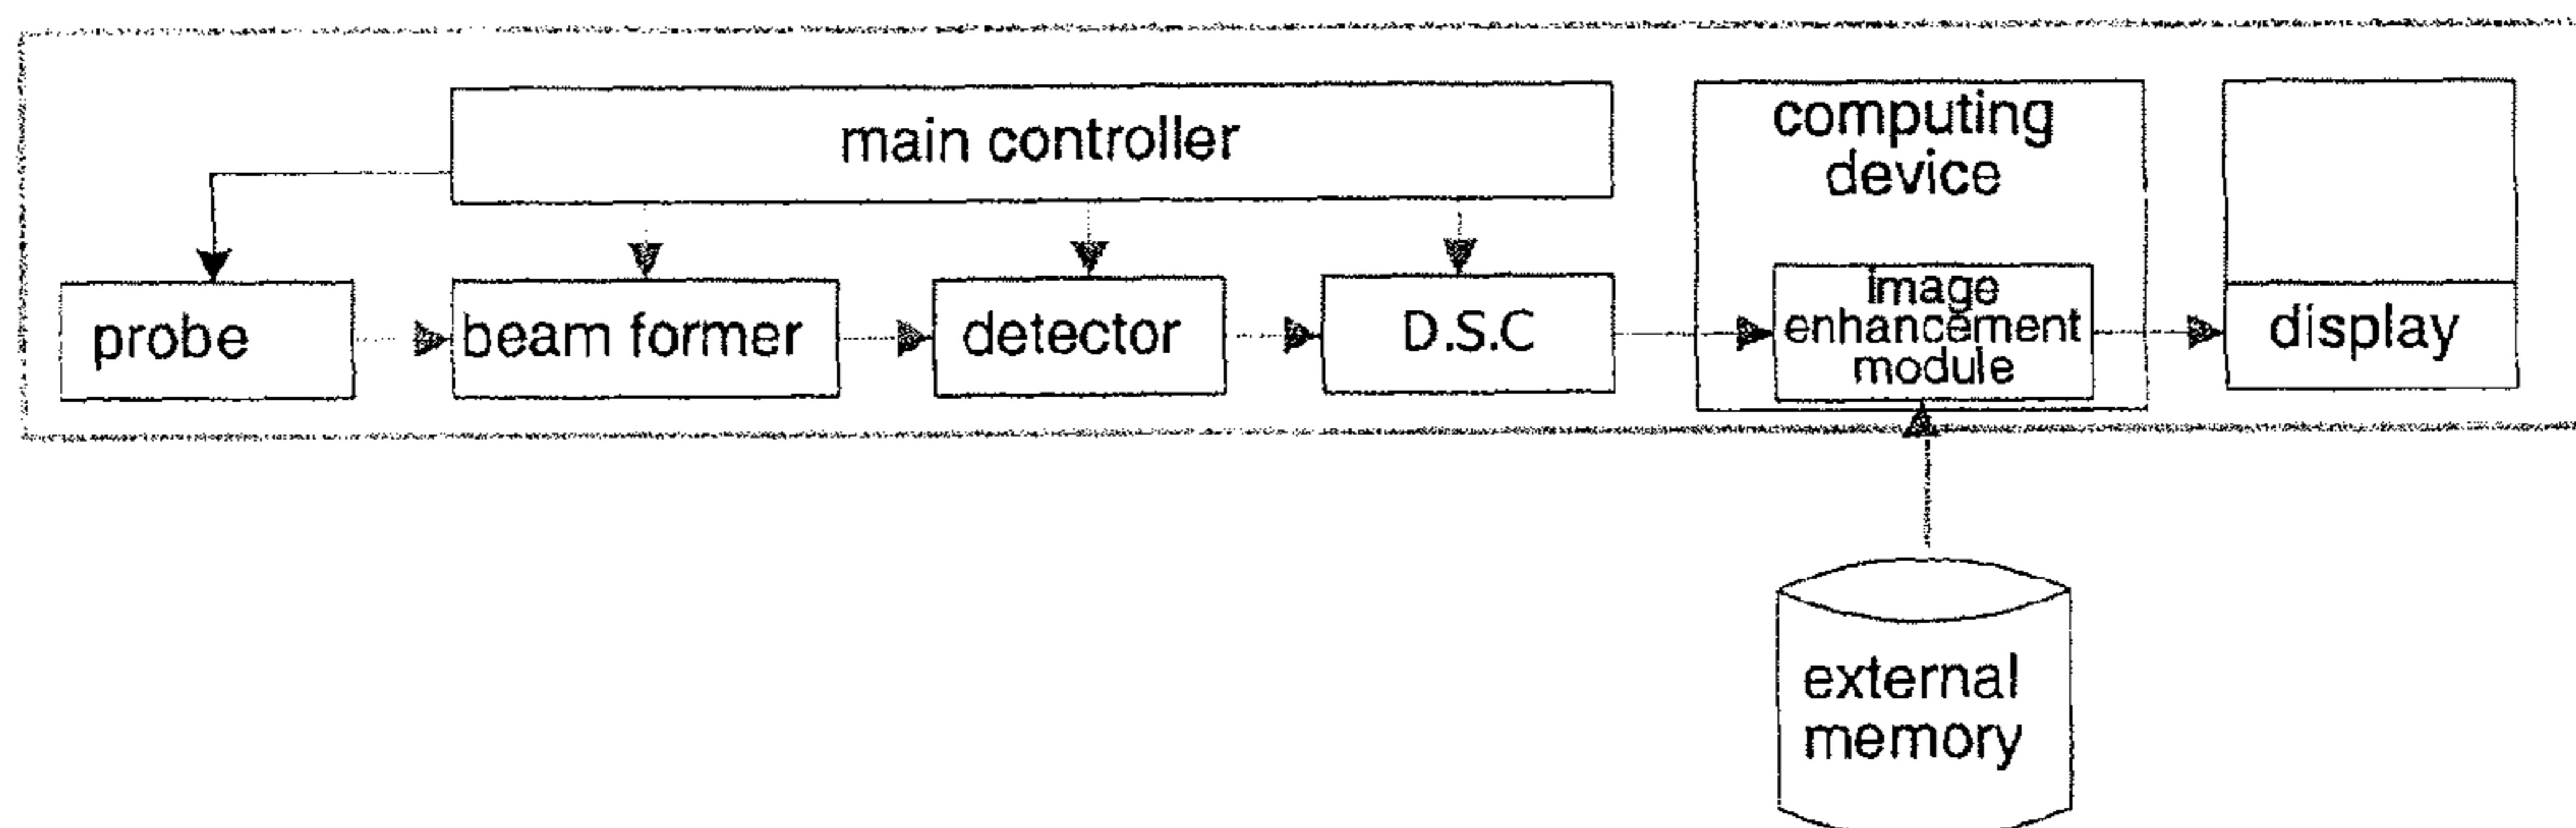 main controller
computing
device
probe
beam former
detector
D.S.C
image
enhancement
module
display
external
memory